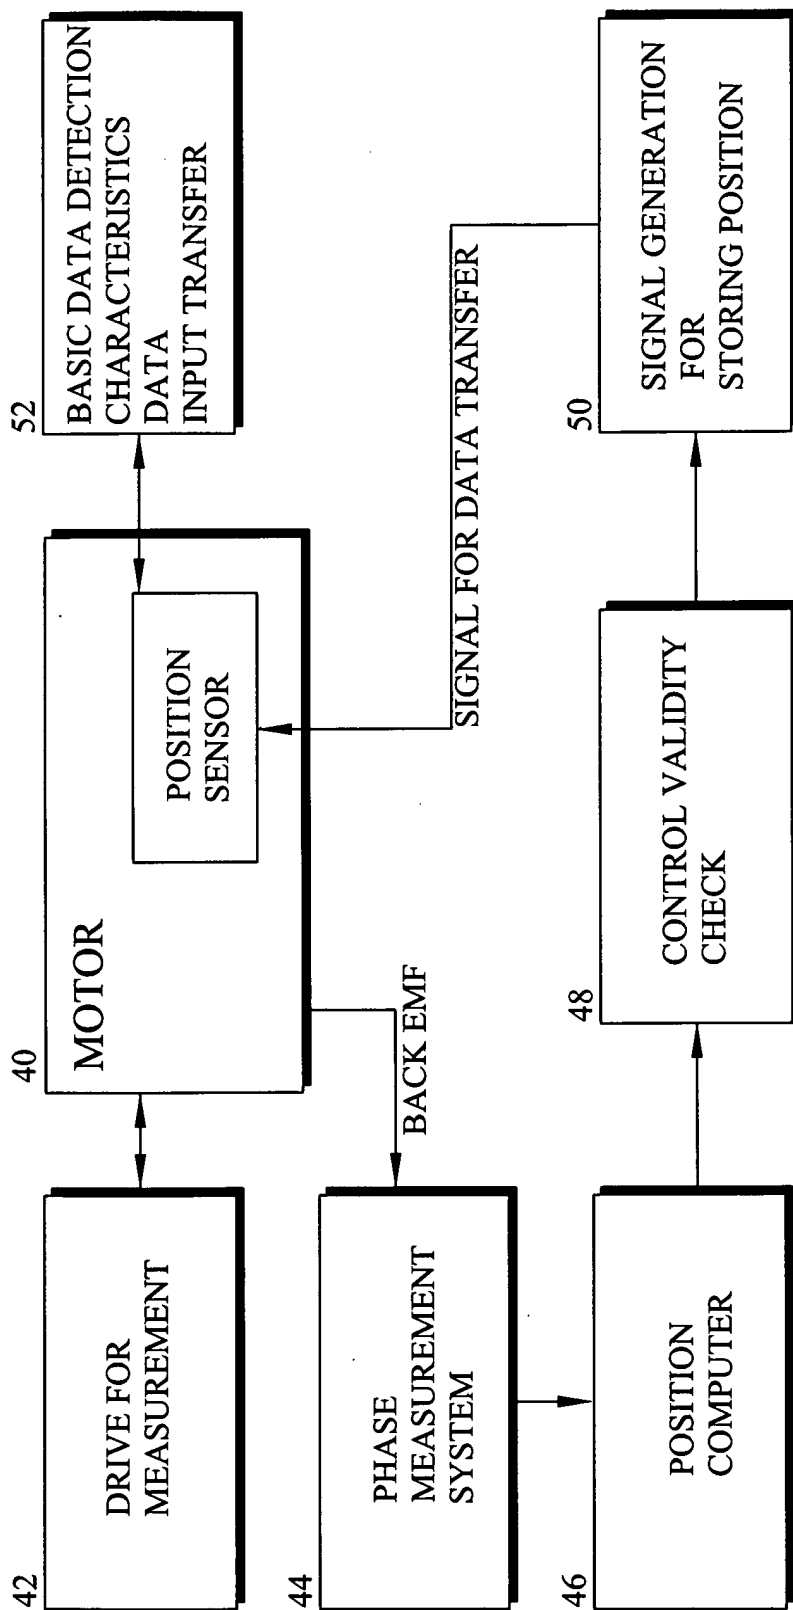 42
DRIVE FOR
MEASUREMENT
40
MOTOR
POSITION
SENSOR
52
BASIC DATA DETECTION
CHARACTERISTICS
DATA
INPUT TRANSFER
44
PHASE
MEASUREMENT
SYSTEM
BACK EMF
SIGNAL FOR DATA TRANSFER
46
POSITION
COMPUTER
48
CONTROL VALIDITY
CHECK
50
SIGNAL GENERATION
FOR
STORING POSITION